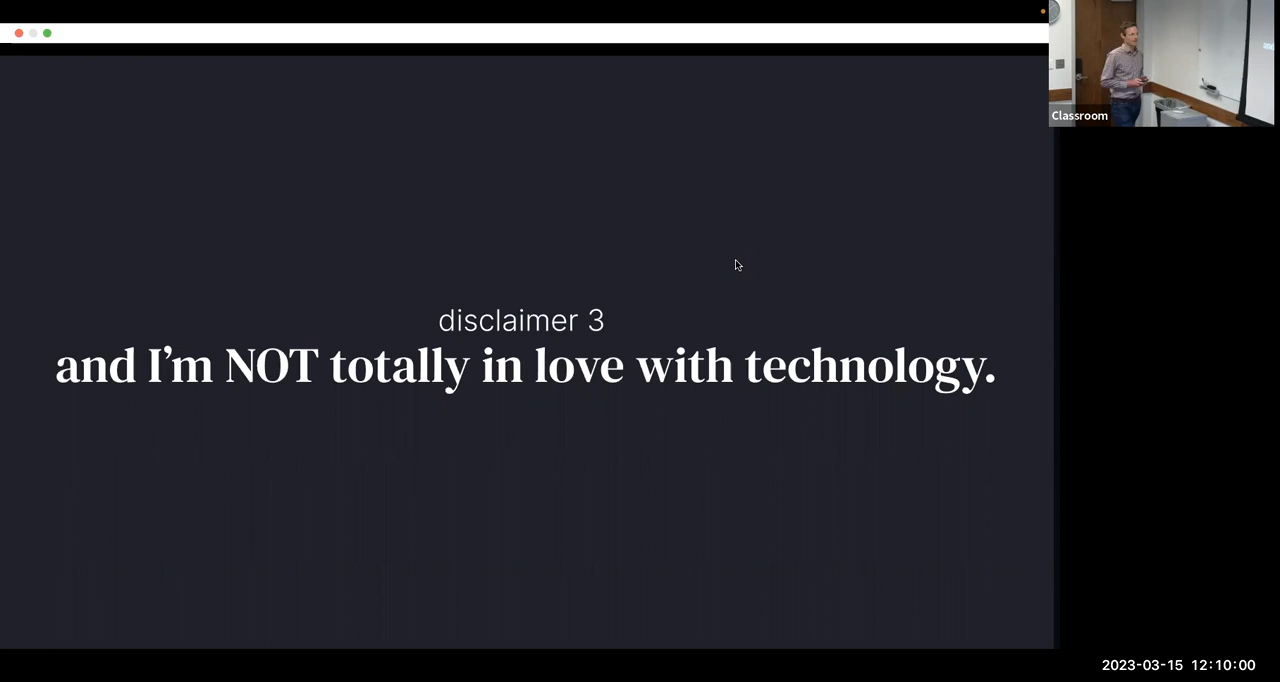 Classroom
disclaimer 3
and I’m NOT totally in love with technology.
2023-03-15 12:10:00